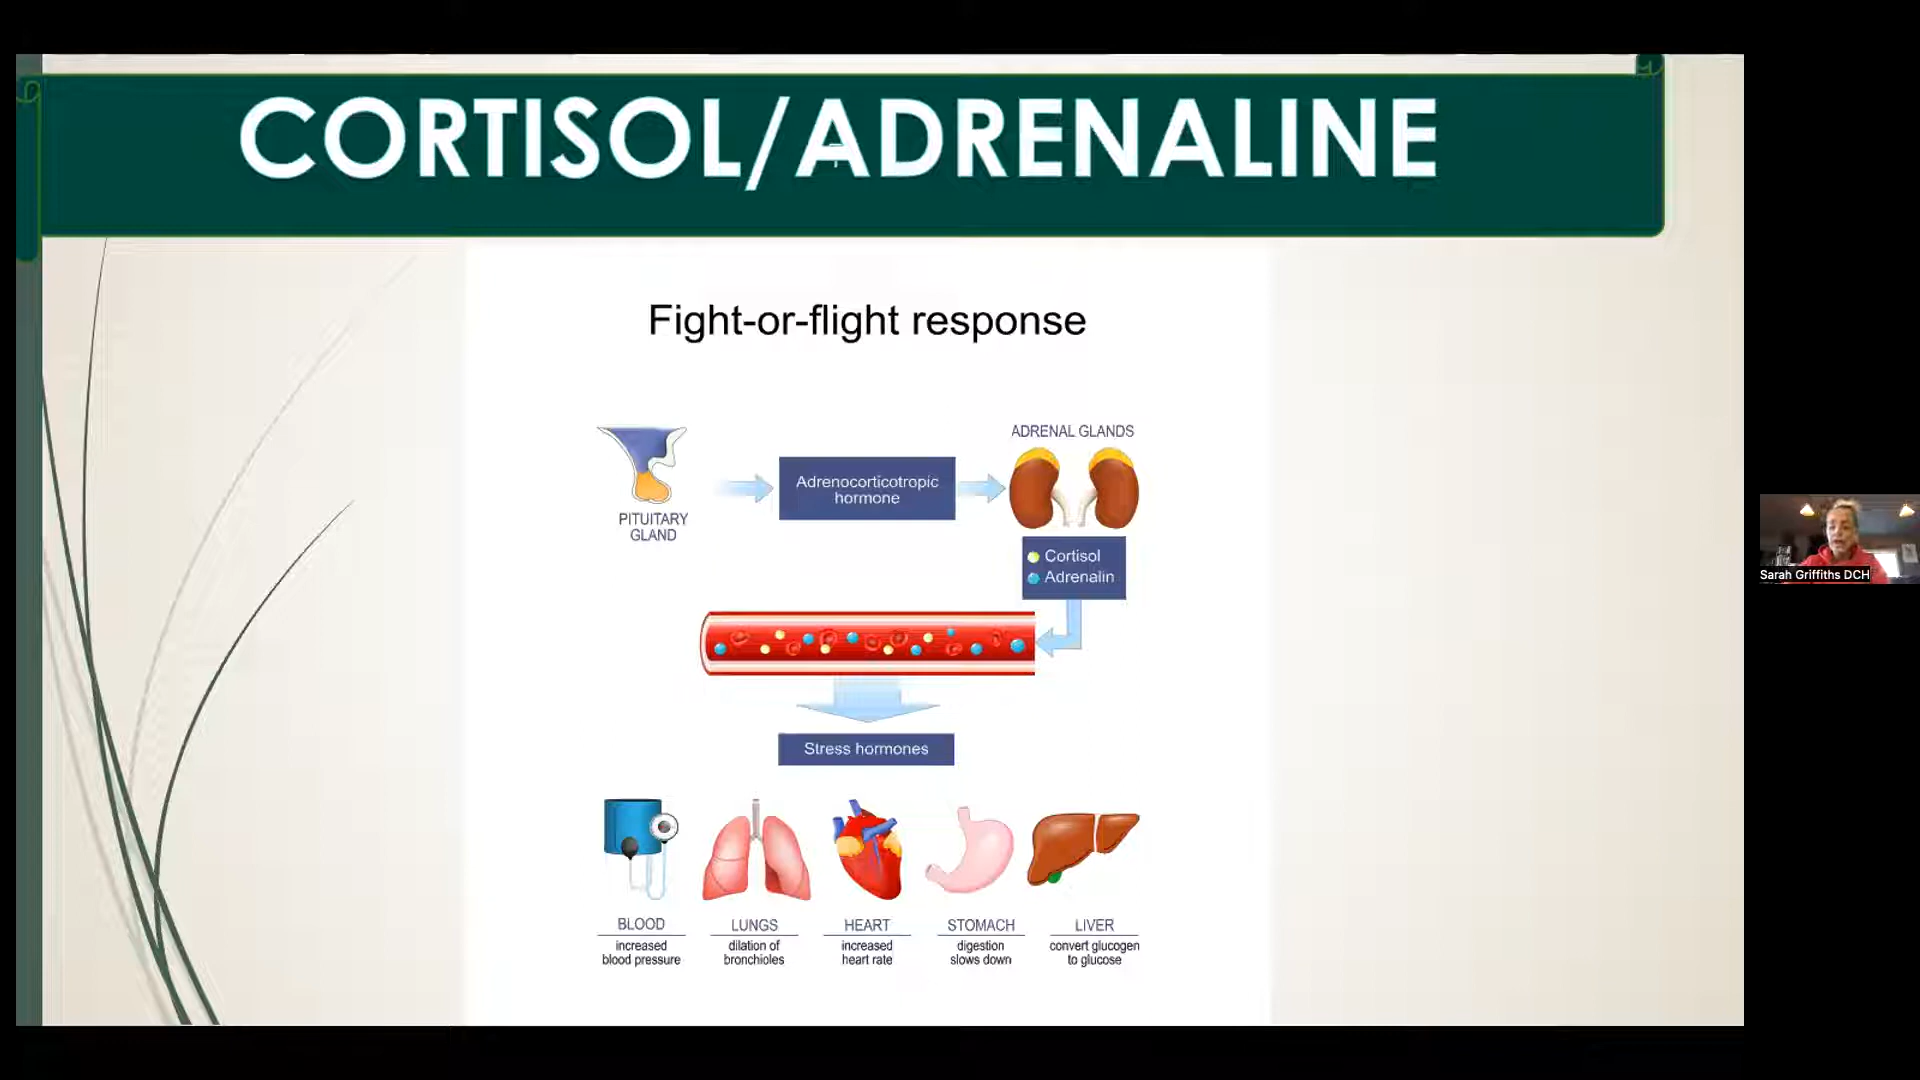 CORTISOL/ADRENALINE
Fight-or-flight response
PITUITARY
GLAND
Adrenocorticotropic
hormone
ADRENAL GLANDS
Cortisol
Adrenalin
Stress hormones
BLOOD
increased
blood pressure
LUNGS
dilation of
bronchioles
HEART
increased
heart rate
STOMACH
digestion
slows down
LIVER
convert glucogen
to glucose
Sarah Griffiths DCH